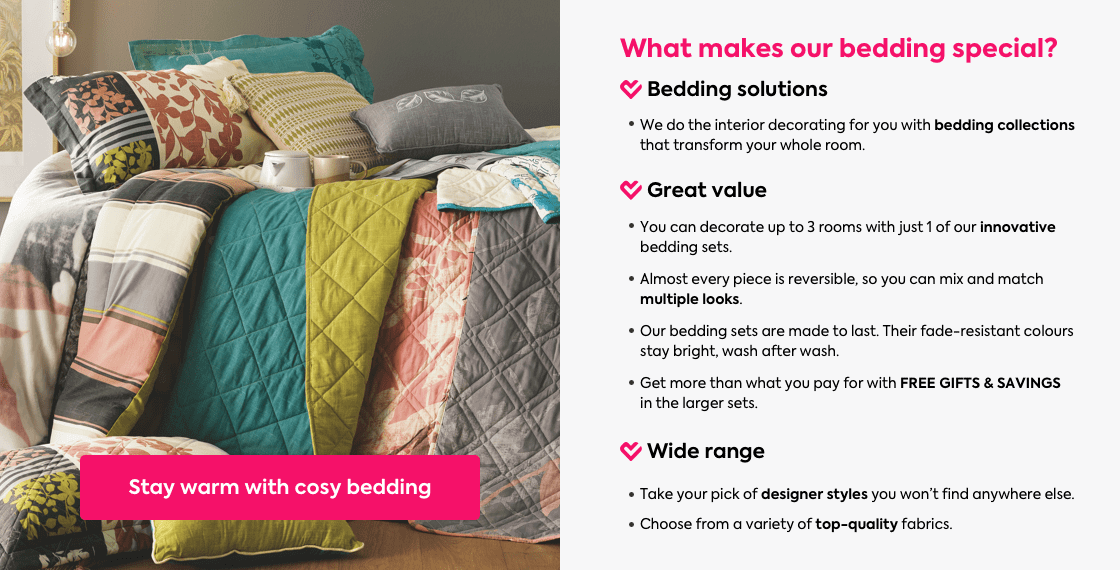 What makes our bedding special?
Bedding solutions
• We do the interior decorating for you with bedding collections
that transform your whole room.
Great value
• You can decorate up to 3 rooms with just 1 of our innovative
bedding sets.
• Almost every piece is reversible, so you can mix and match
multiple looks.
• Our bedding sets are made to last. Their fade-resistant colours
stay bright, wash after wash.
• Get more than what you pay for with FREE GIFTS & SAVINGS
in the larger sets.
Wide range
• Take your pick of designer styles you won’t find anywhere else.
• Choose from a variety of top-quality fabrics.
Stay warm with cosy bedding